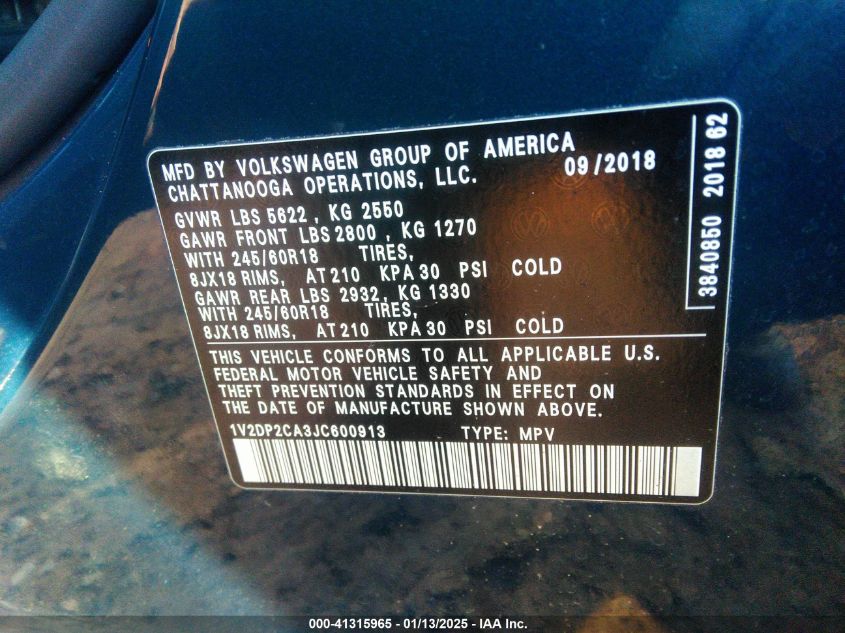 MFD BY VOLKSWAGEN GROUP OF AMERICA
CHATTANOOGA OPERATIONS, LLC. 09/2018
GVWR LBS 5622 , KG 2550
GAWR FRONT LBS 2800 , KG 1270
WITH 245/60R18 TIRES,
8JX18 RIMS, AT 210 KPA 30 PSI COLD
GAWR REAR LBS 2932, KG 1330
WITH 245/60R18 TIRES,
8JX18 RIMS, AT 210 KPA 30 PSI COLD
THIS VEHICLE CONFORMS TO ALL APPLICABLE U.S.
FEDERAL MOTOR VEHICLE SAFETY AND
THEFT PREVENTION STANDARDS IN EFFECT ON
THE DATE OF MANUFACTURE SHOWN ABOVE.
1V2DP2CA3JC600913 TYPE: MPV
3840850 2018 62
000-41315965 - 01/13/2025 - IAA Inc.